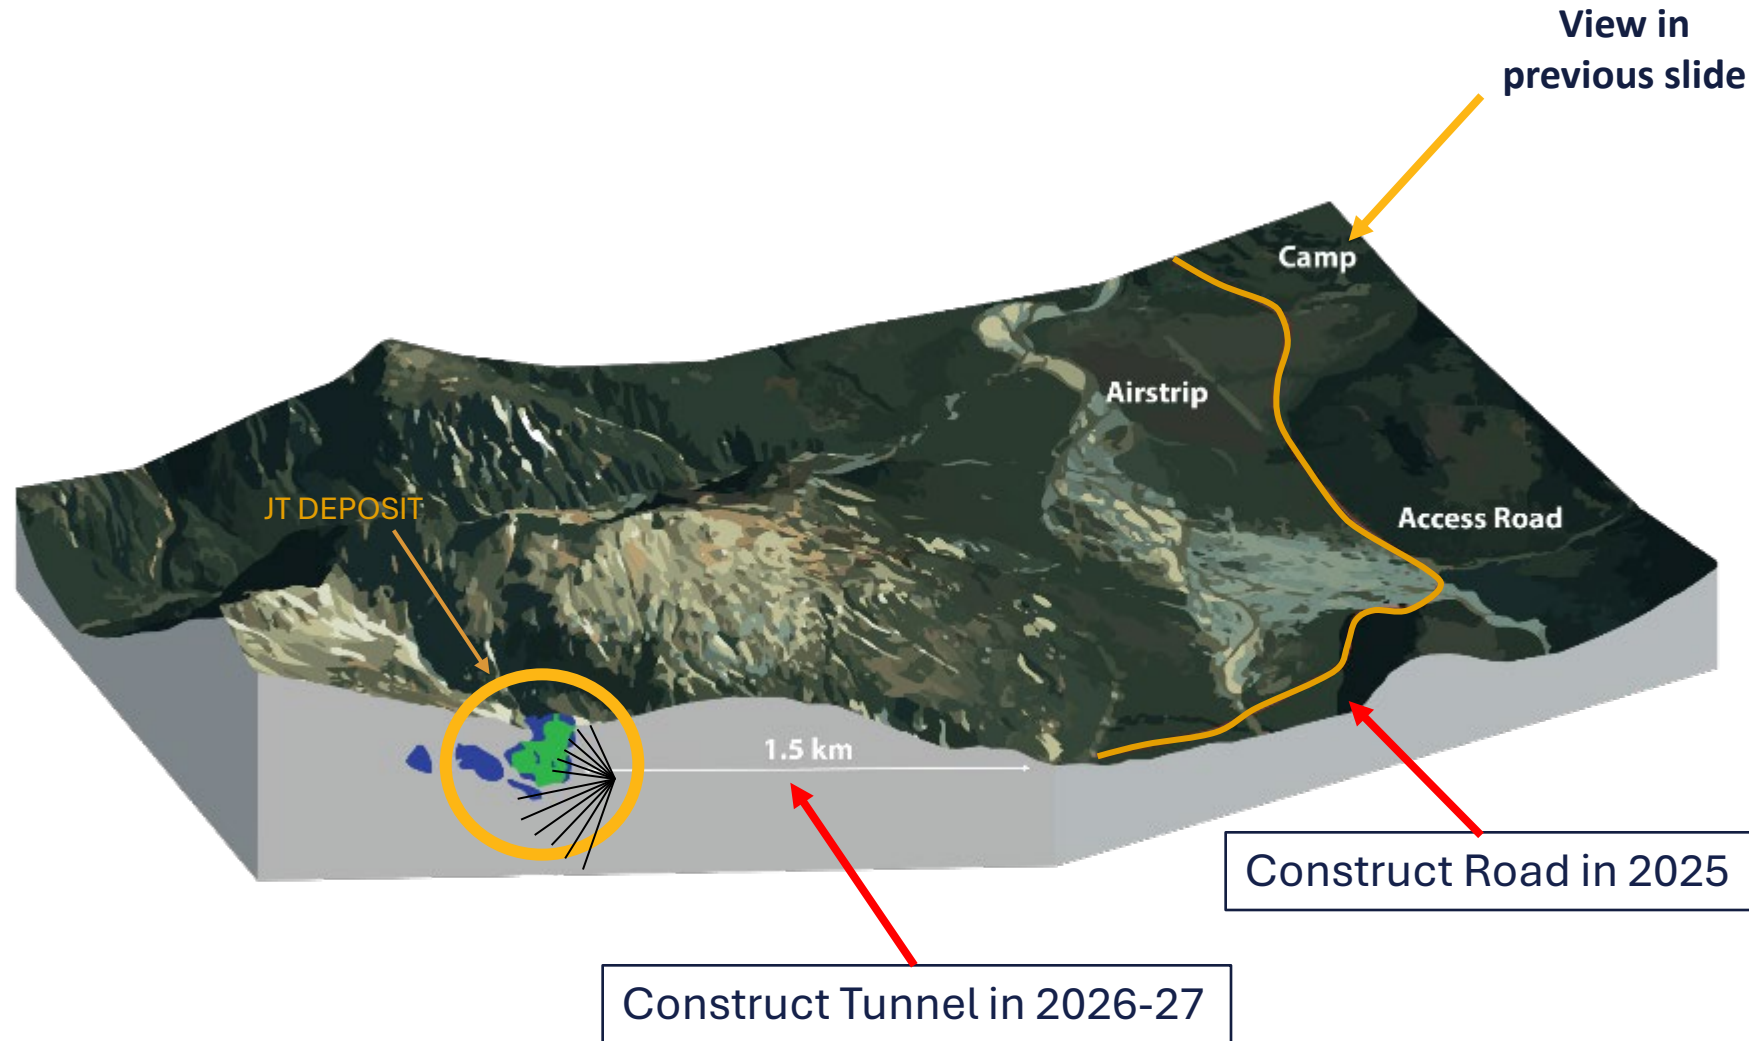 View in
previous slide
Camp
Airstrip
JT DEPOSIT
Access Road
1.5 km
Construct Road in 2025
Construct Tunnel in 2026-27